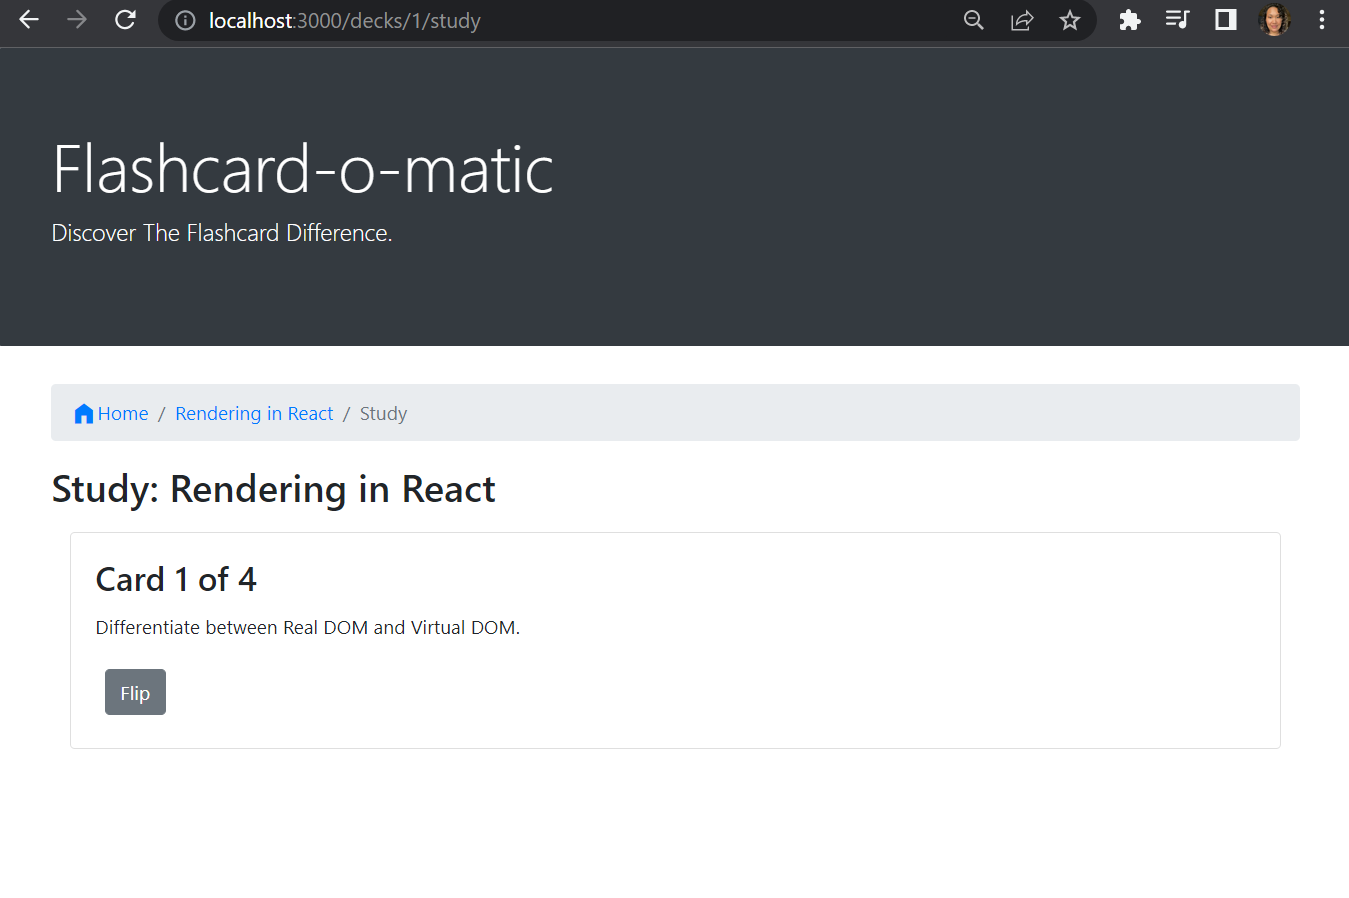 localhost:3000/decks/1/study
Flashcard-o-matic
Discover The Flashcard Difference.
Home / Rendering in React / Study
Study: Rendering in React
Card 1 of 4
Differentiate between Real DOM and Virtual DOM.
Flip